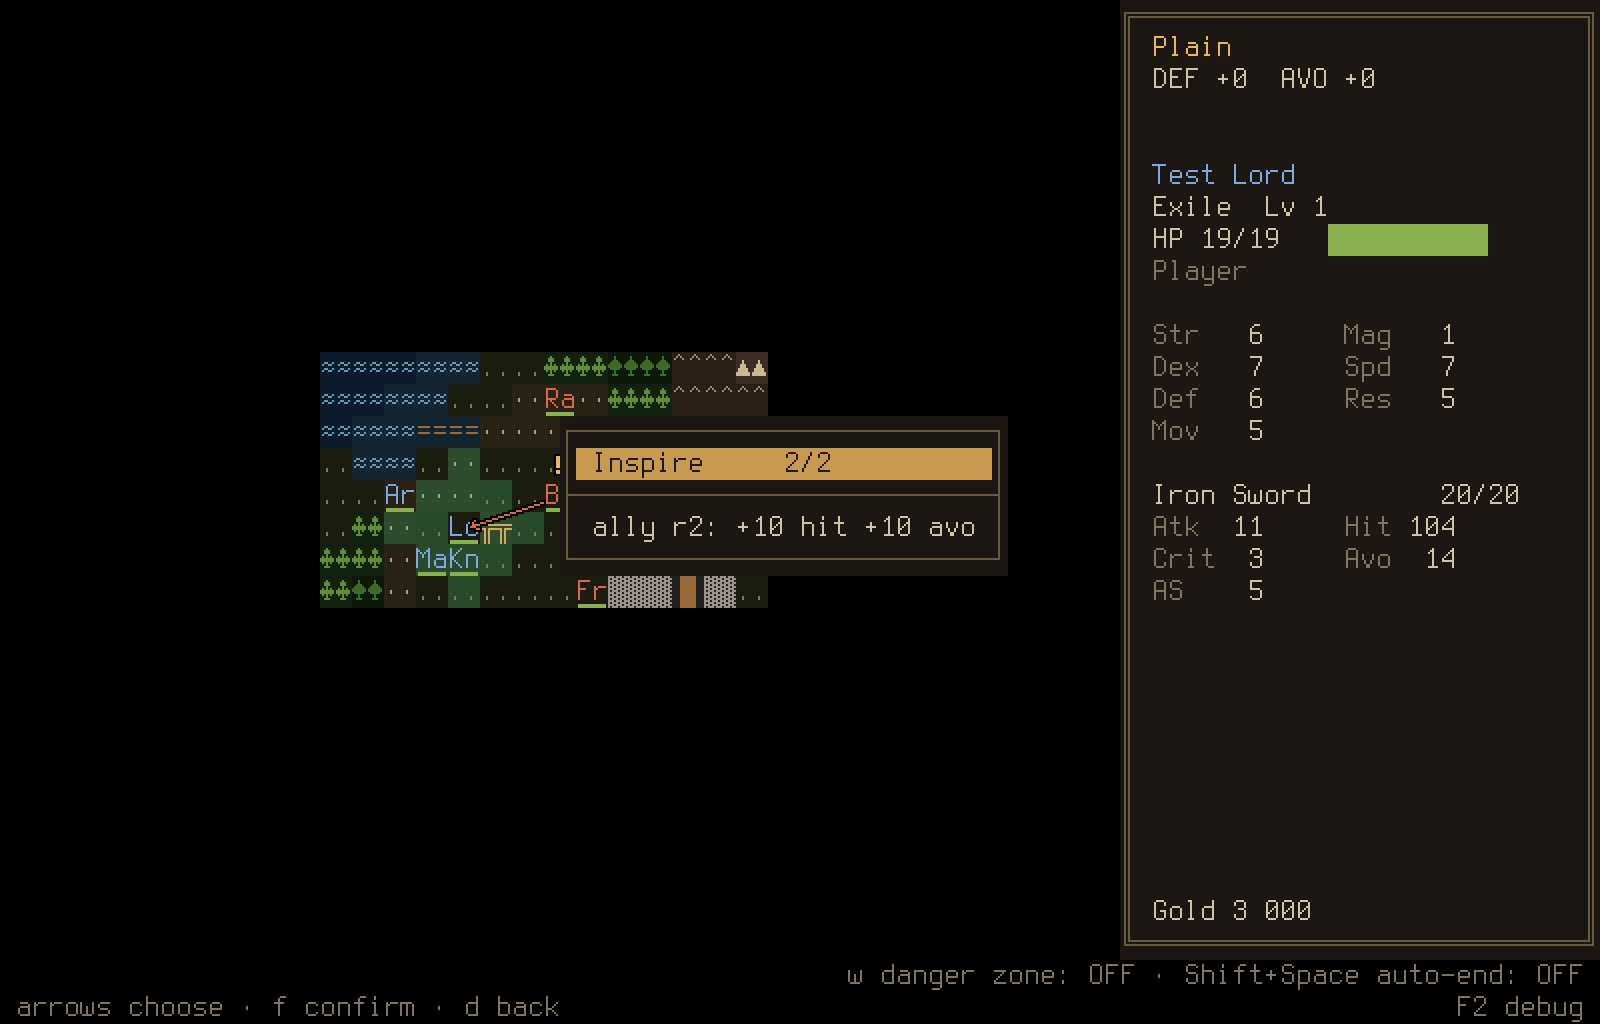 Plain
DEF +0 AVO +0
Test Lord
Exile Lv 1
HP 19/19
Player
Str 6 Mag 1
Dex 7 Spd 7
Def 6 Res 5
Mov 5
Iron Sword 20/20
Atk 11 Hit 104
Crit 3 Avo 14
AS 5
Gold 3 000
Ra
!
Inspire 2/2
Ar
B
ally r2: +10 hit +10 avo
MaKn
Fr
w danger zone: OFF · Shift+Space auto-end: OFF
arrows choose · f confirm · d back
F2 debug